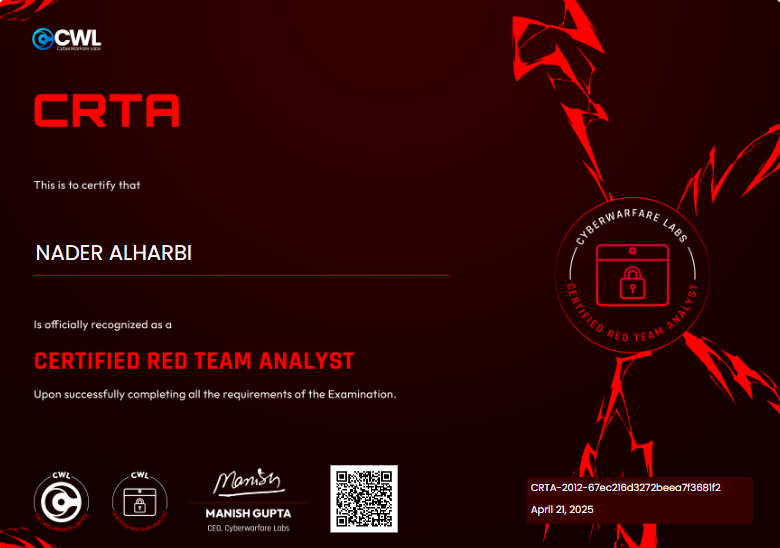 CWL
CyberWarFare Labs
CRTA
This is to certify that
NADER ALHARBI
CYBERWARFARE LABS
CERTIFIED RED TEAM ANALYST
Is officially recognized as a
CERTIFIED RED TEAM ANALYST
Upon successfully completing all the requirements of the Examination.
CWL
CWL
Manish
MANISH GUPTA
CEO, Cyberwarfare Labs
CRTA-2012-67ec216d3272beea7f3681f2
April 21, 2025